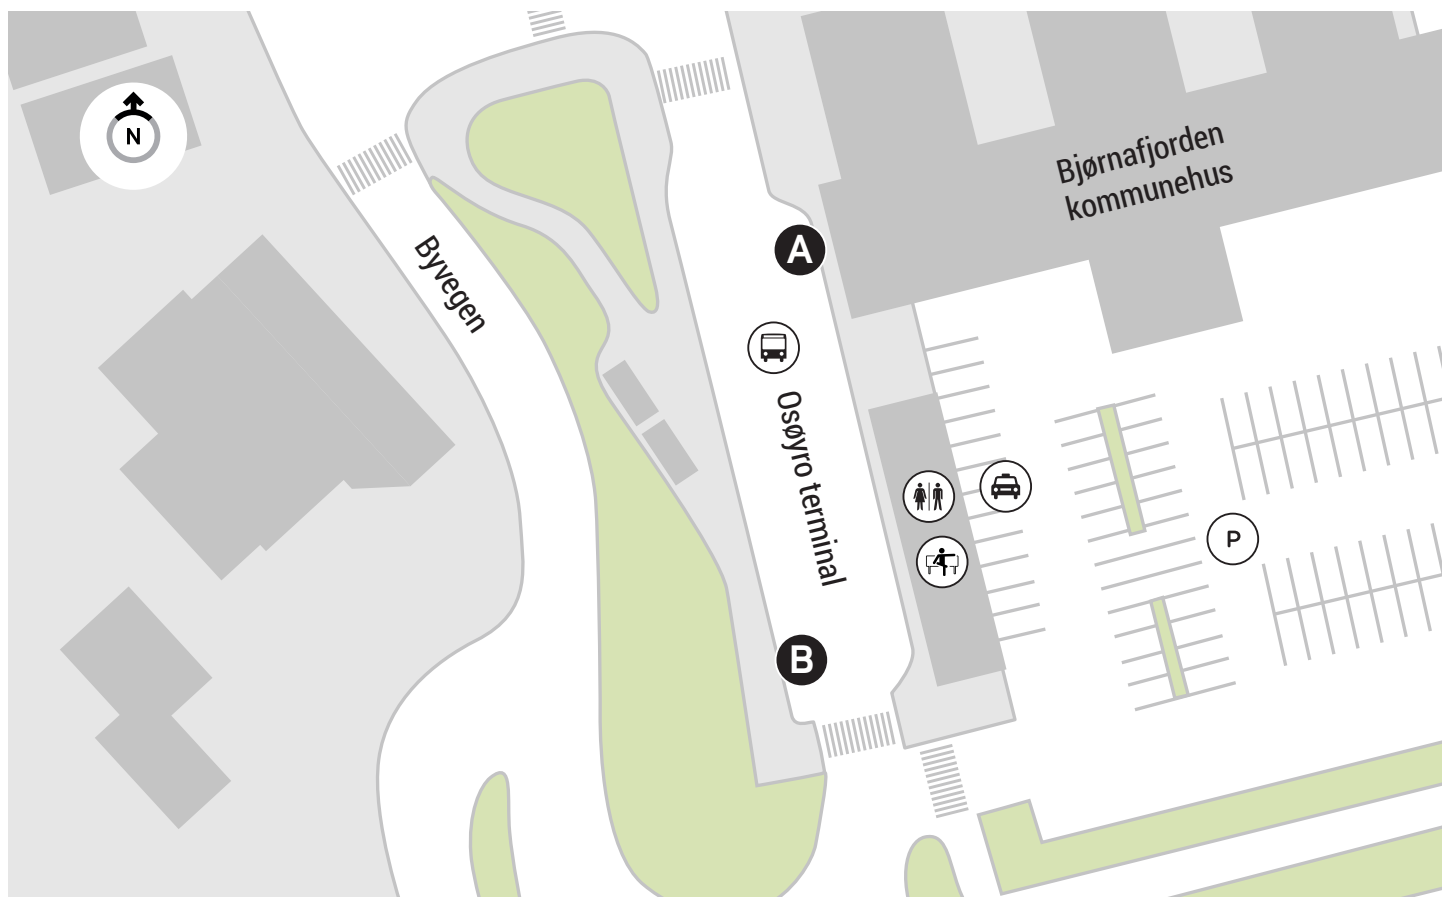 N
Bjørnafjorden
kommunehus
A
Byvegen
Osøyro terminal
P
B